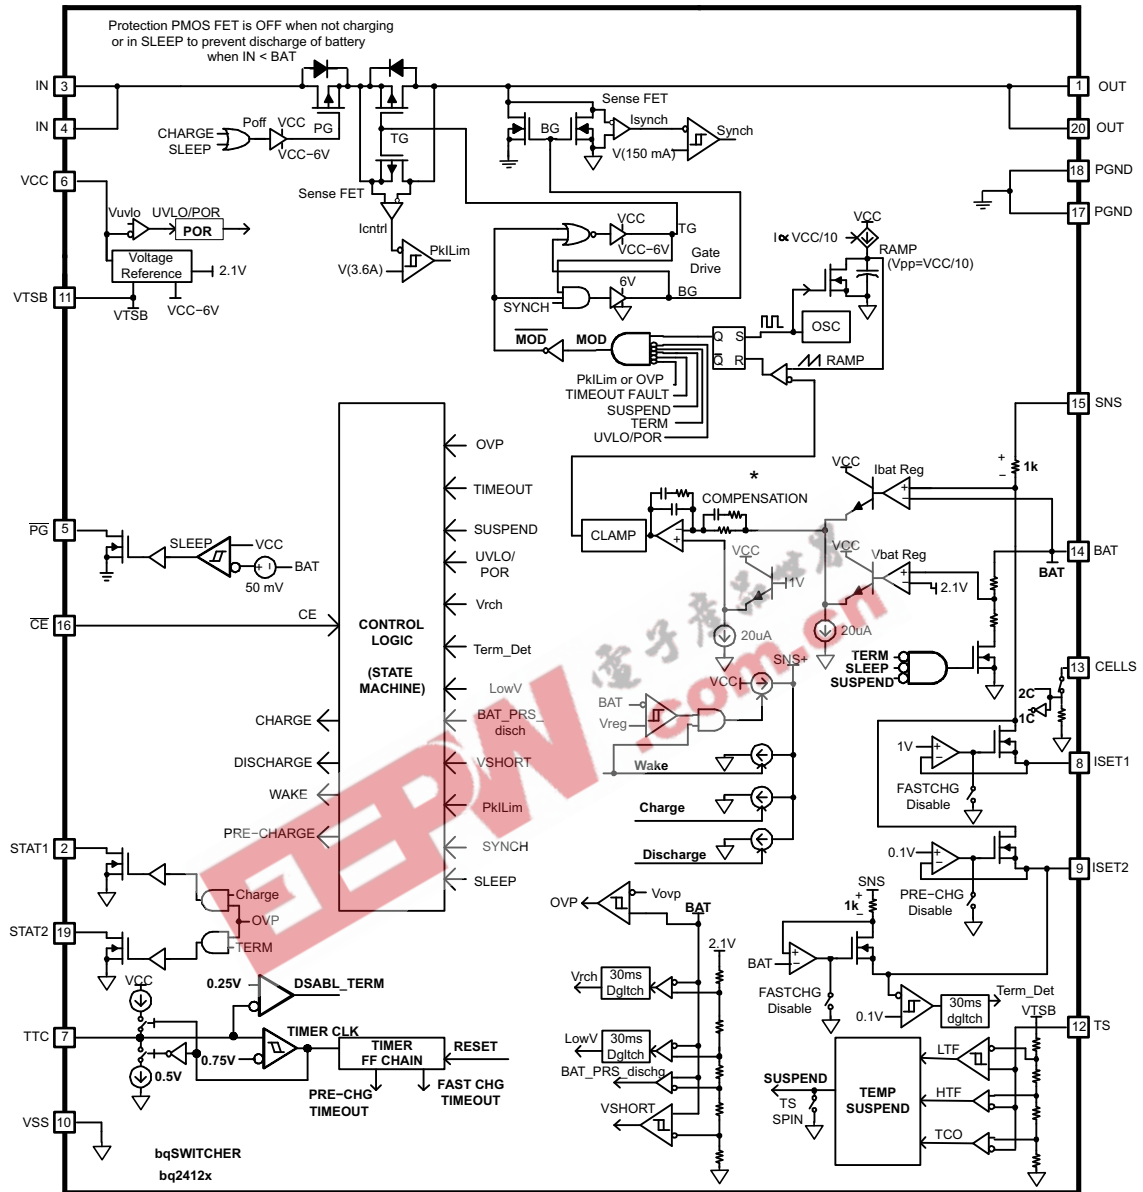 Protection PMOS FET is OFF when not charging
or in SLEEP to prevent discharge of battery
when IN < BAT
IN 3
IN 4
VCC 6
VTSB 11
PG 5
CE 16
STAT1 2
STAT2 19
TTC 7
VSS 10
1 OUT
20 OUT
18 PGND
17 PGND
15 SNS
14 BAT
13 CELLS
8 ISET1
9 ISET2
12 TS
CHARGE
SLEEP
Poff
VCC
VCC−6V
PG
TG
Sense FET
Icntrl
V(3.6A)
PkILim
BG
Sense FET
Isynch
V(150 mA)
Synch
Vuvlo
UVLO/POR
POR
Voltage
Reference
2.1V
VTSB
VCC−6V
VCC
TG
VCC−6V
Gate
Drive
6V
BG
SYNCH
MOD
MOD
Q S
Q R
PkILim or OVP
TIMEOUT FAULT
SUSPEND
TERM
UVLO/POR
OSC
RAMP
VCC
I∝VCC/10
RAMP
(Vpp=VCC/10)
CONTROL
LOGIC
(STATE
MACHINE)
OVP
TIMEOUT
SUSPEND
UVLO/
POR
Vrch
Term_Det
LowV
BAT_PRS_
disch
VSHORT
PkILim
SYNCH
SLEEP
CE
CHARGE
DISCHARGE
WAKE
PRE−CHARGE
SLEEP
VCC
BAT
50 mV
CLAMP
*
COMPENSATION
VCC
Ibat Reg
+
−
1k
BAT
VCC
Vbat Reg
2.1V
VCC
1V
20uA
20uA
TERM
SLEEP
SUSPEND
2C
1C
SNS+
VCC
BAT
Vreg
Wake
Charge
Discharge
1V
FASTCHG
Disable
0.1V
PRE−CHG
Disable
SNS
1k
+
−
BAT
FASTCHG
Disable
0.1V
30ms
dgltch
Term_Det
VTSB
LTF
HTF
TCO
TEMP
SUSPEND
SUSPEND
TS
SPIN
OVP
Vovp
BAT
2.1V
Vrch
30ms
Dgltch
LowV
30ms
Dgltch
BAT_PRS_dischg
VSHORT
Charge
OVP
TERM
VCC
0.25V
DSABL_TERM
TIMER CLK
0.75V
0.5V
TIMER
FF CHAIN
RESET
PRE−CHG
TIMEOUT
FAST CHG
TIMEOUT
bqSWITCHER
bq2412x
EEPW
.com.cn
電子產品世界